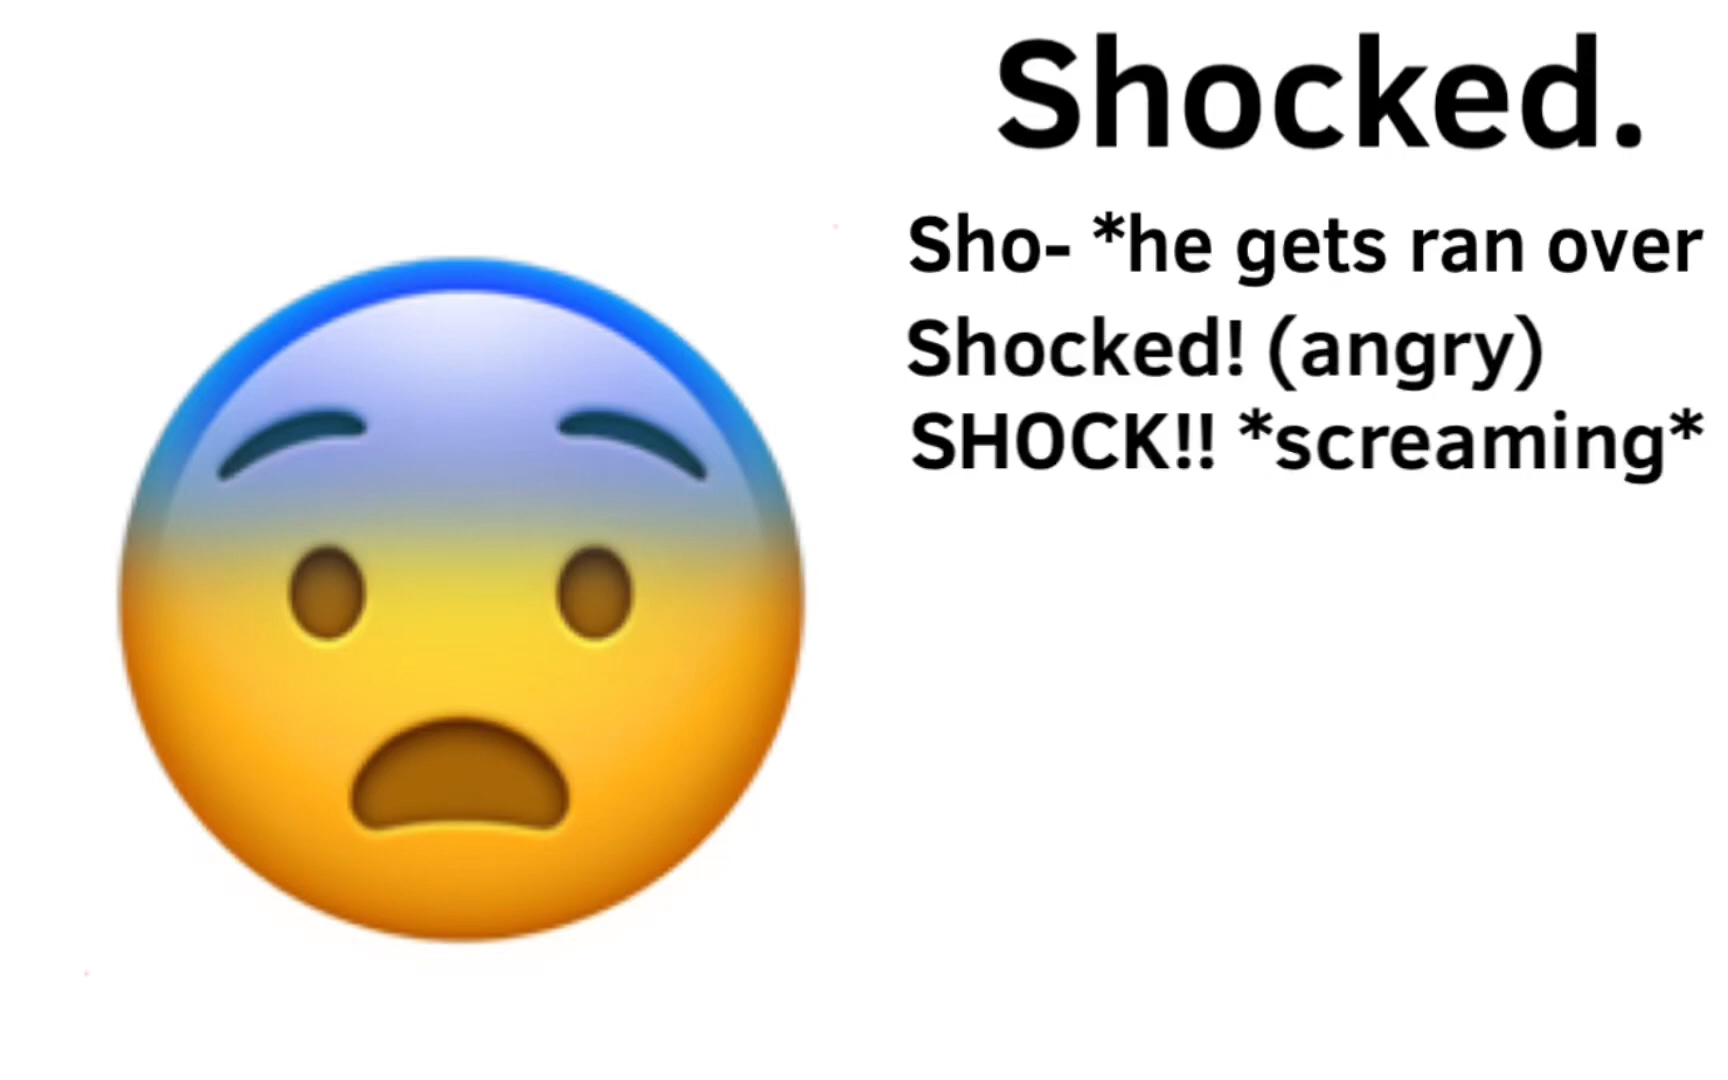 Shocked.
Sho- *he gets ran over
Shocked! (angry)
SHOCK!! *screaming*